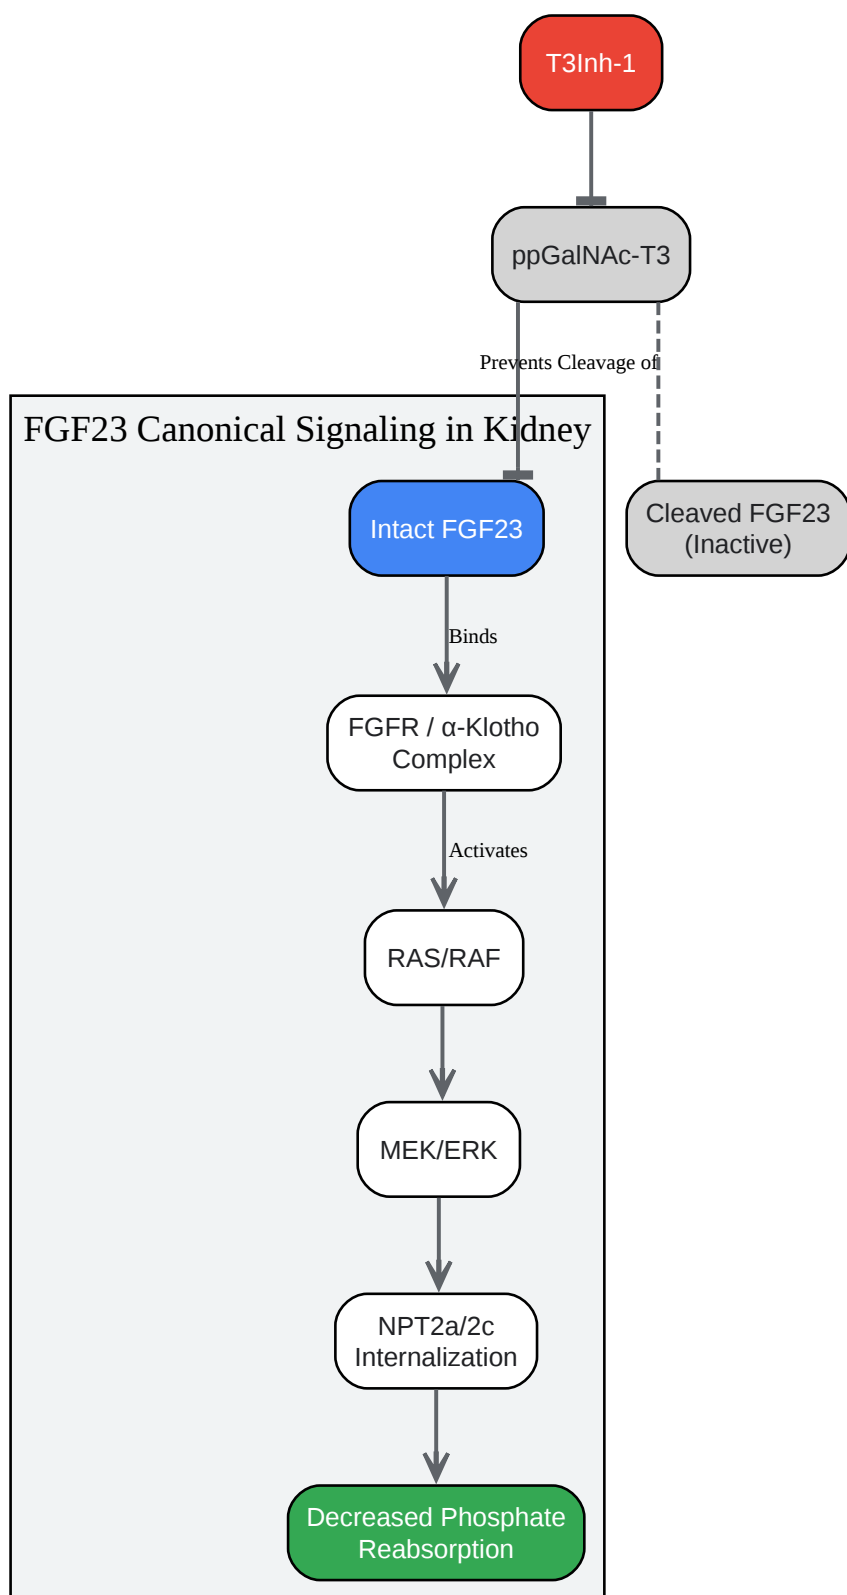 T3Inh-1
ppGalNAc-T3
Prevents Cleavage of
FGF23 Canonical Signaling in Kidney
Intact FGF23
Cleaved FGF23
(Inactive)
Binds
FGFR / α-Klotho
Complex
Activates
RAS/RAF
MEK/ERK
NPT2a/2c
Internalization
Decreased Phosphate
Reabsorption